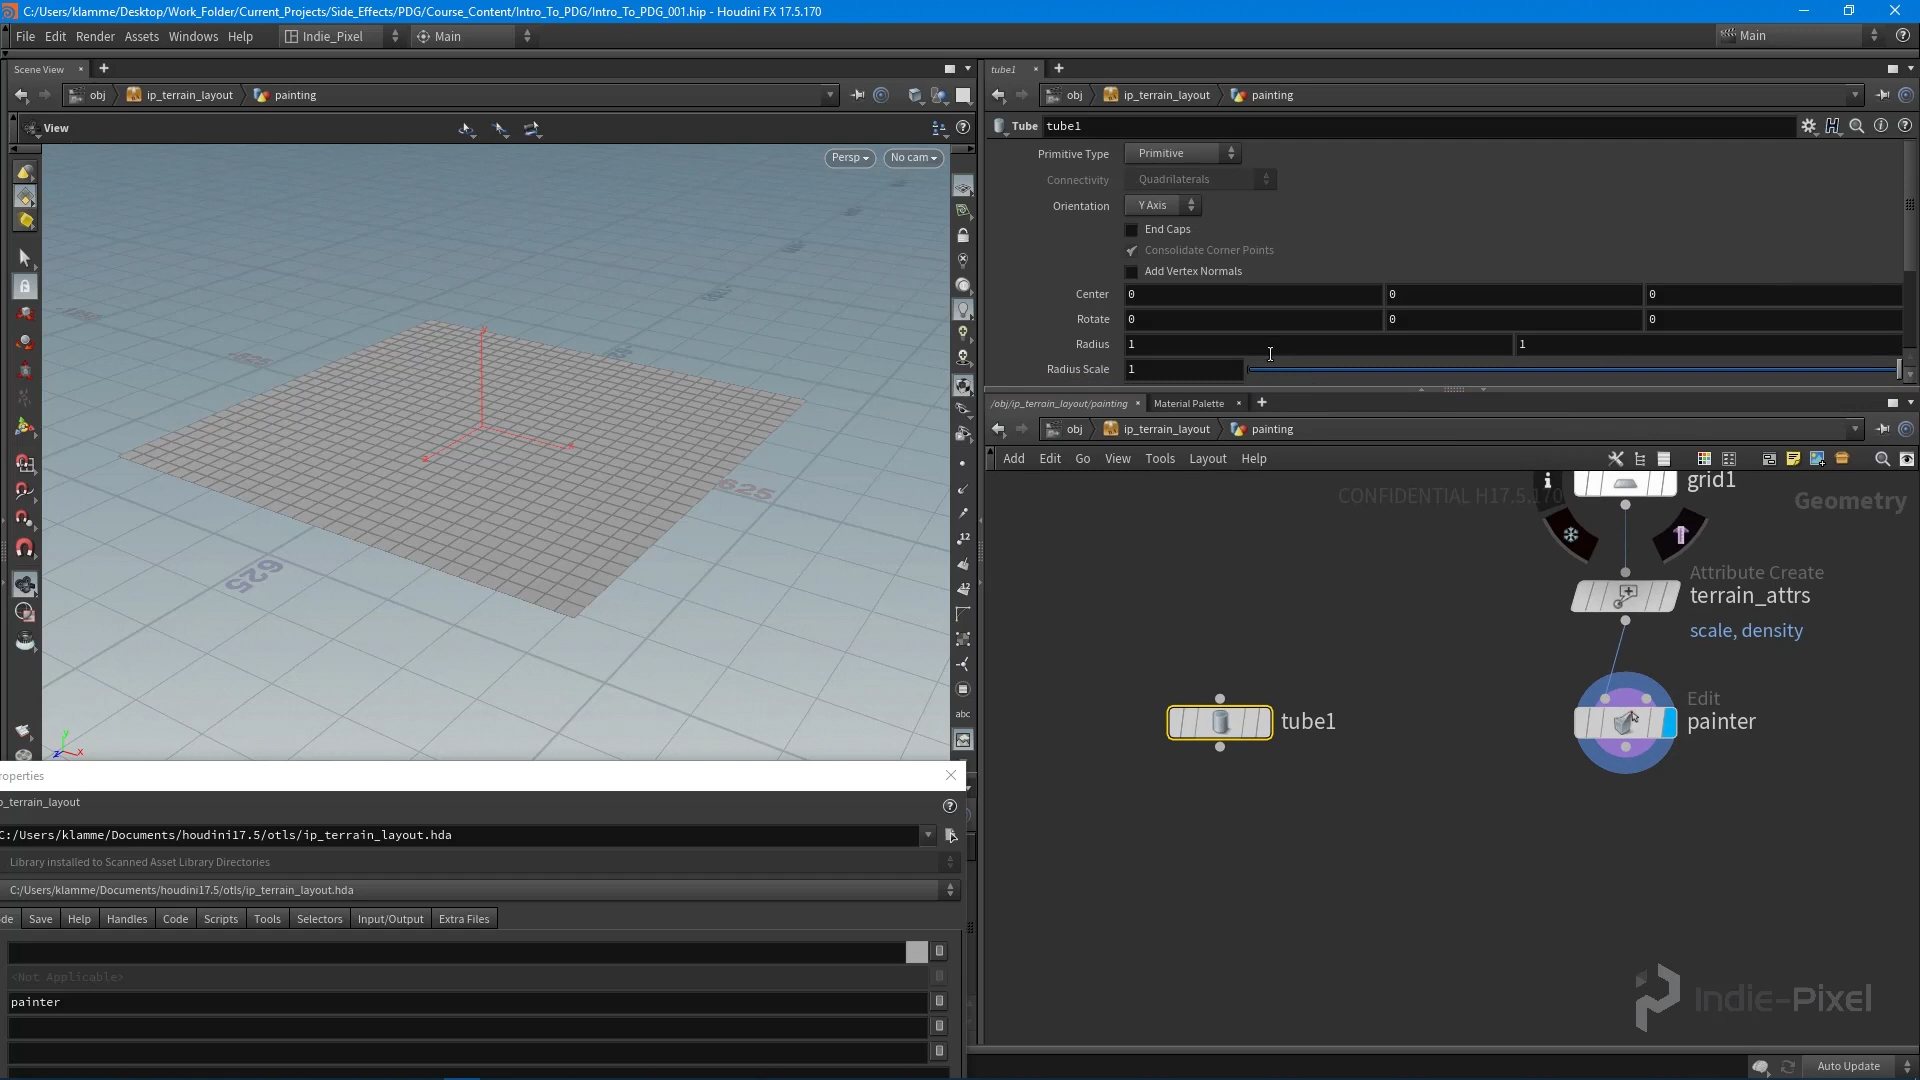 C:/Users/klamme/Desktop/Work_Folder/Current_Projects/Side_Effects/PDG/Course_Content/Intro_To_PDG/Intro_To_PDG_001.hip - Houdini FX 17.5.170
File Edit Render Assets Windows Help Indie_Pixel Main Main
Scene View
obj ip_terrain_layout painting
View
Persp No cam
625
625
y
x
z
abc
12
12
tube1
obj ip_terrain_layout painting
Tube tube1
Primitive Type Primitive
Connectivity Quadrilaterals
Orientation Y Axis
End Caps
Consolidate Corner Points
Add Vertex Normals
Center 0 0 0
Rotate 0 0 0
Radius 1 1
Radius Scale 1
/obj/ip_terrain_layout/painting Material Palette
obj ip_terrain_layout painting
Add Edit Go View Tools Layout Help
CONFIDENTIAL H17.5.170
Geometry
grid1
Attribute Create
terrain_attrs
scale, density
Edit
painter
tube1
Indie-Pixel
Auto Update
roperties
p_terrain_layout
C:/Users/klamme/Documents/houdini17.5/otls/ip_terrain_layout.hda
Library installed to Scanned Asset Library Directories
C:/Users/klamme/Documents/houdini17.5/otls/ip_terrain_layout.hda
de Save Help Handles Code Scripts Tools Selectors Input/Output Extra Files
<Not Applicable>
painter